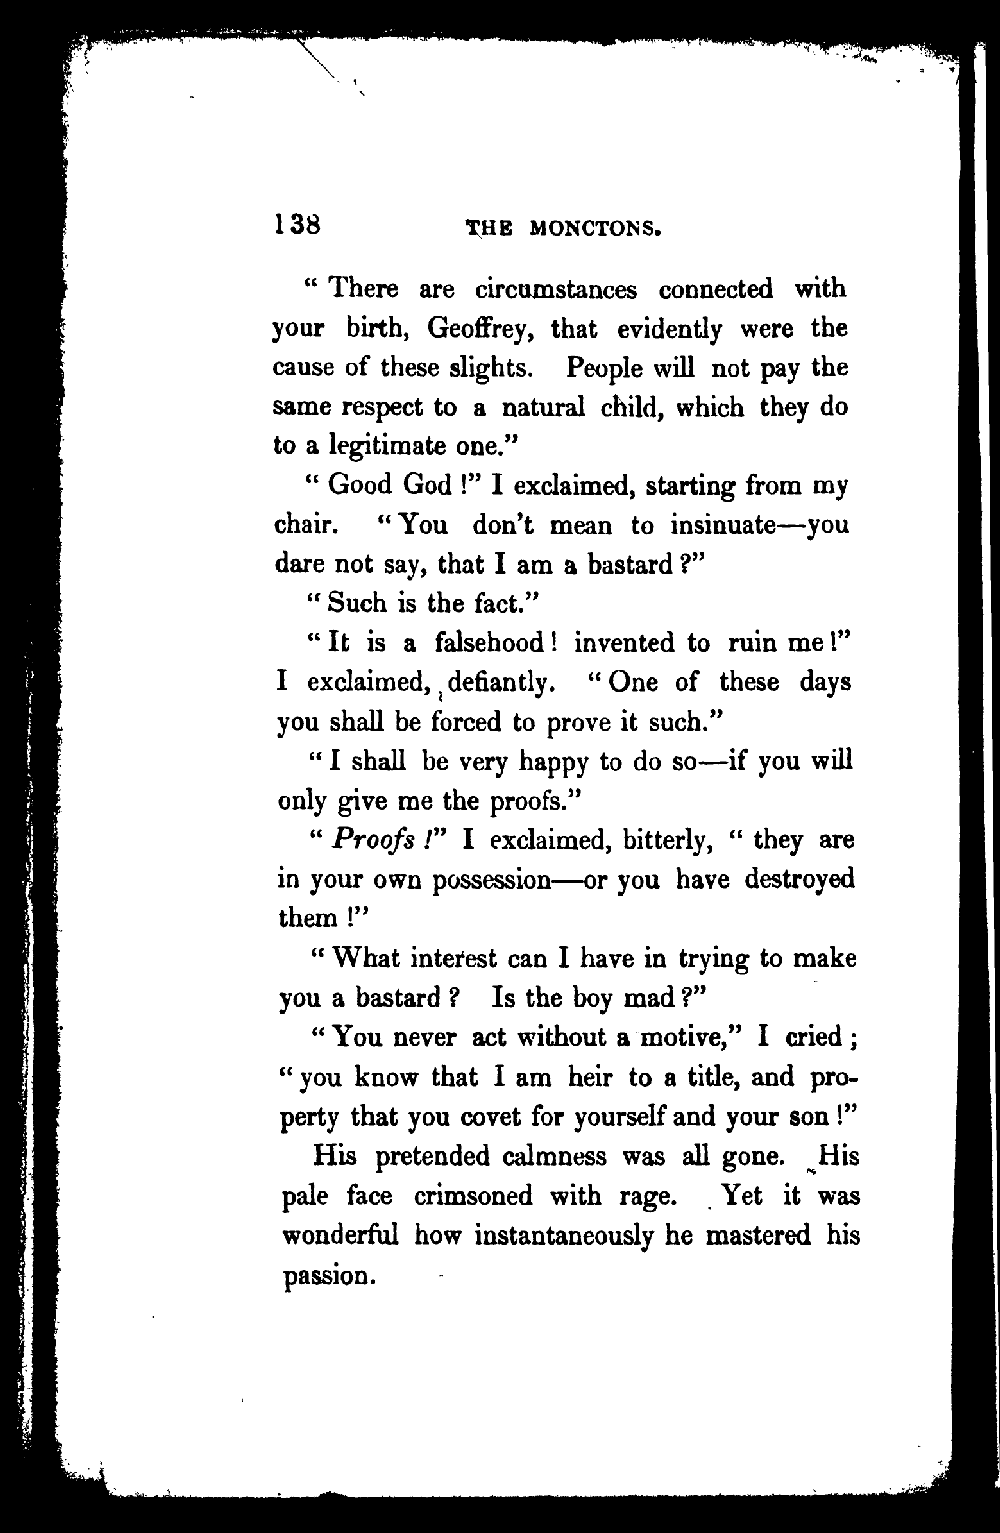 138 THE MONCTONS.
“ There are circumstances connected with
your birth, Geoffrey, that evidently were the
cause of these slights. People will not pay the
same respect to a natural child, which they do
to a legitimate one.”
“ Good God !” I exclaimed, starting from my
chair. “ You don’t mean to insinuate—you
dare not say, that I am a bastard ?”
“ Such is the fact.”
“ It is a falsehood ! invented to ruin me !”
I exclaimed, defiantly. “ One of these days
you shall be forced to prove it such.”
“ I shall be very happy to do so—if you will
only give me the proofs.”
“ Proofs !” I exclaimed, bitterly, “ they are
in your own possession—or you have destroyed
them !”
“ What interest can I have in trying to make
you a bastard ? Is the boy mad ?”
“ You never act without a motive,” I cried ;
“ you know that I am heir to a title, and pro-
perty that you covet for yourself and your son !”
His pretended calmness was all gone. His
pale face crimsoned with rage. Yet it was
wonderful how instantaneously he mastered his
passion.